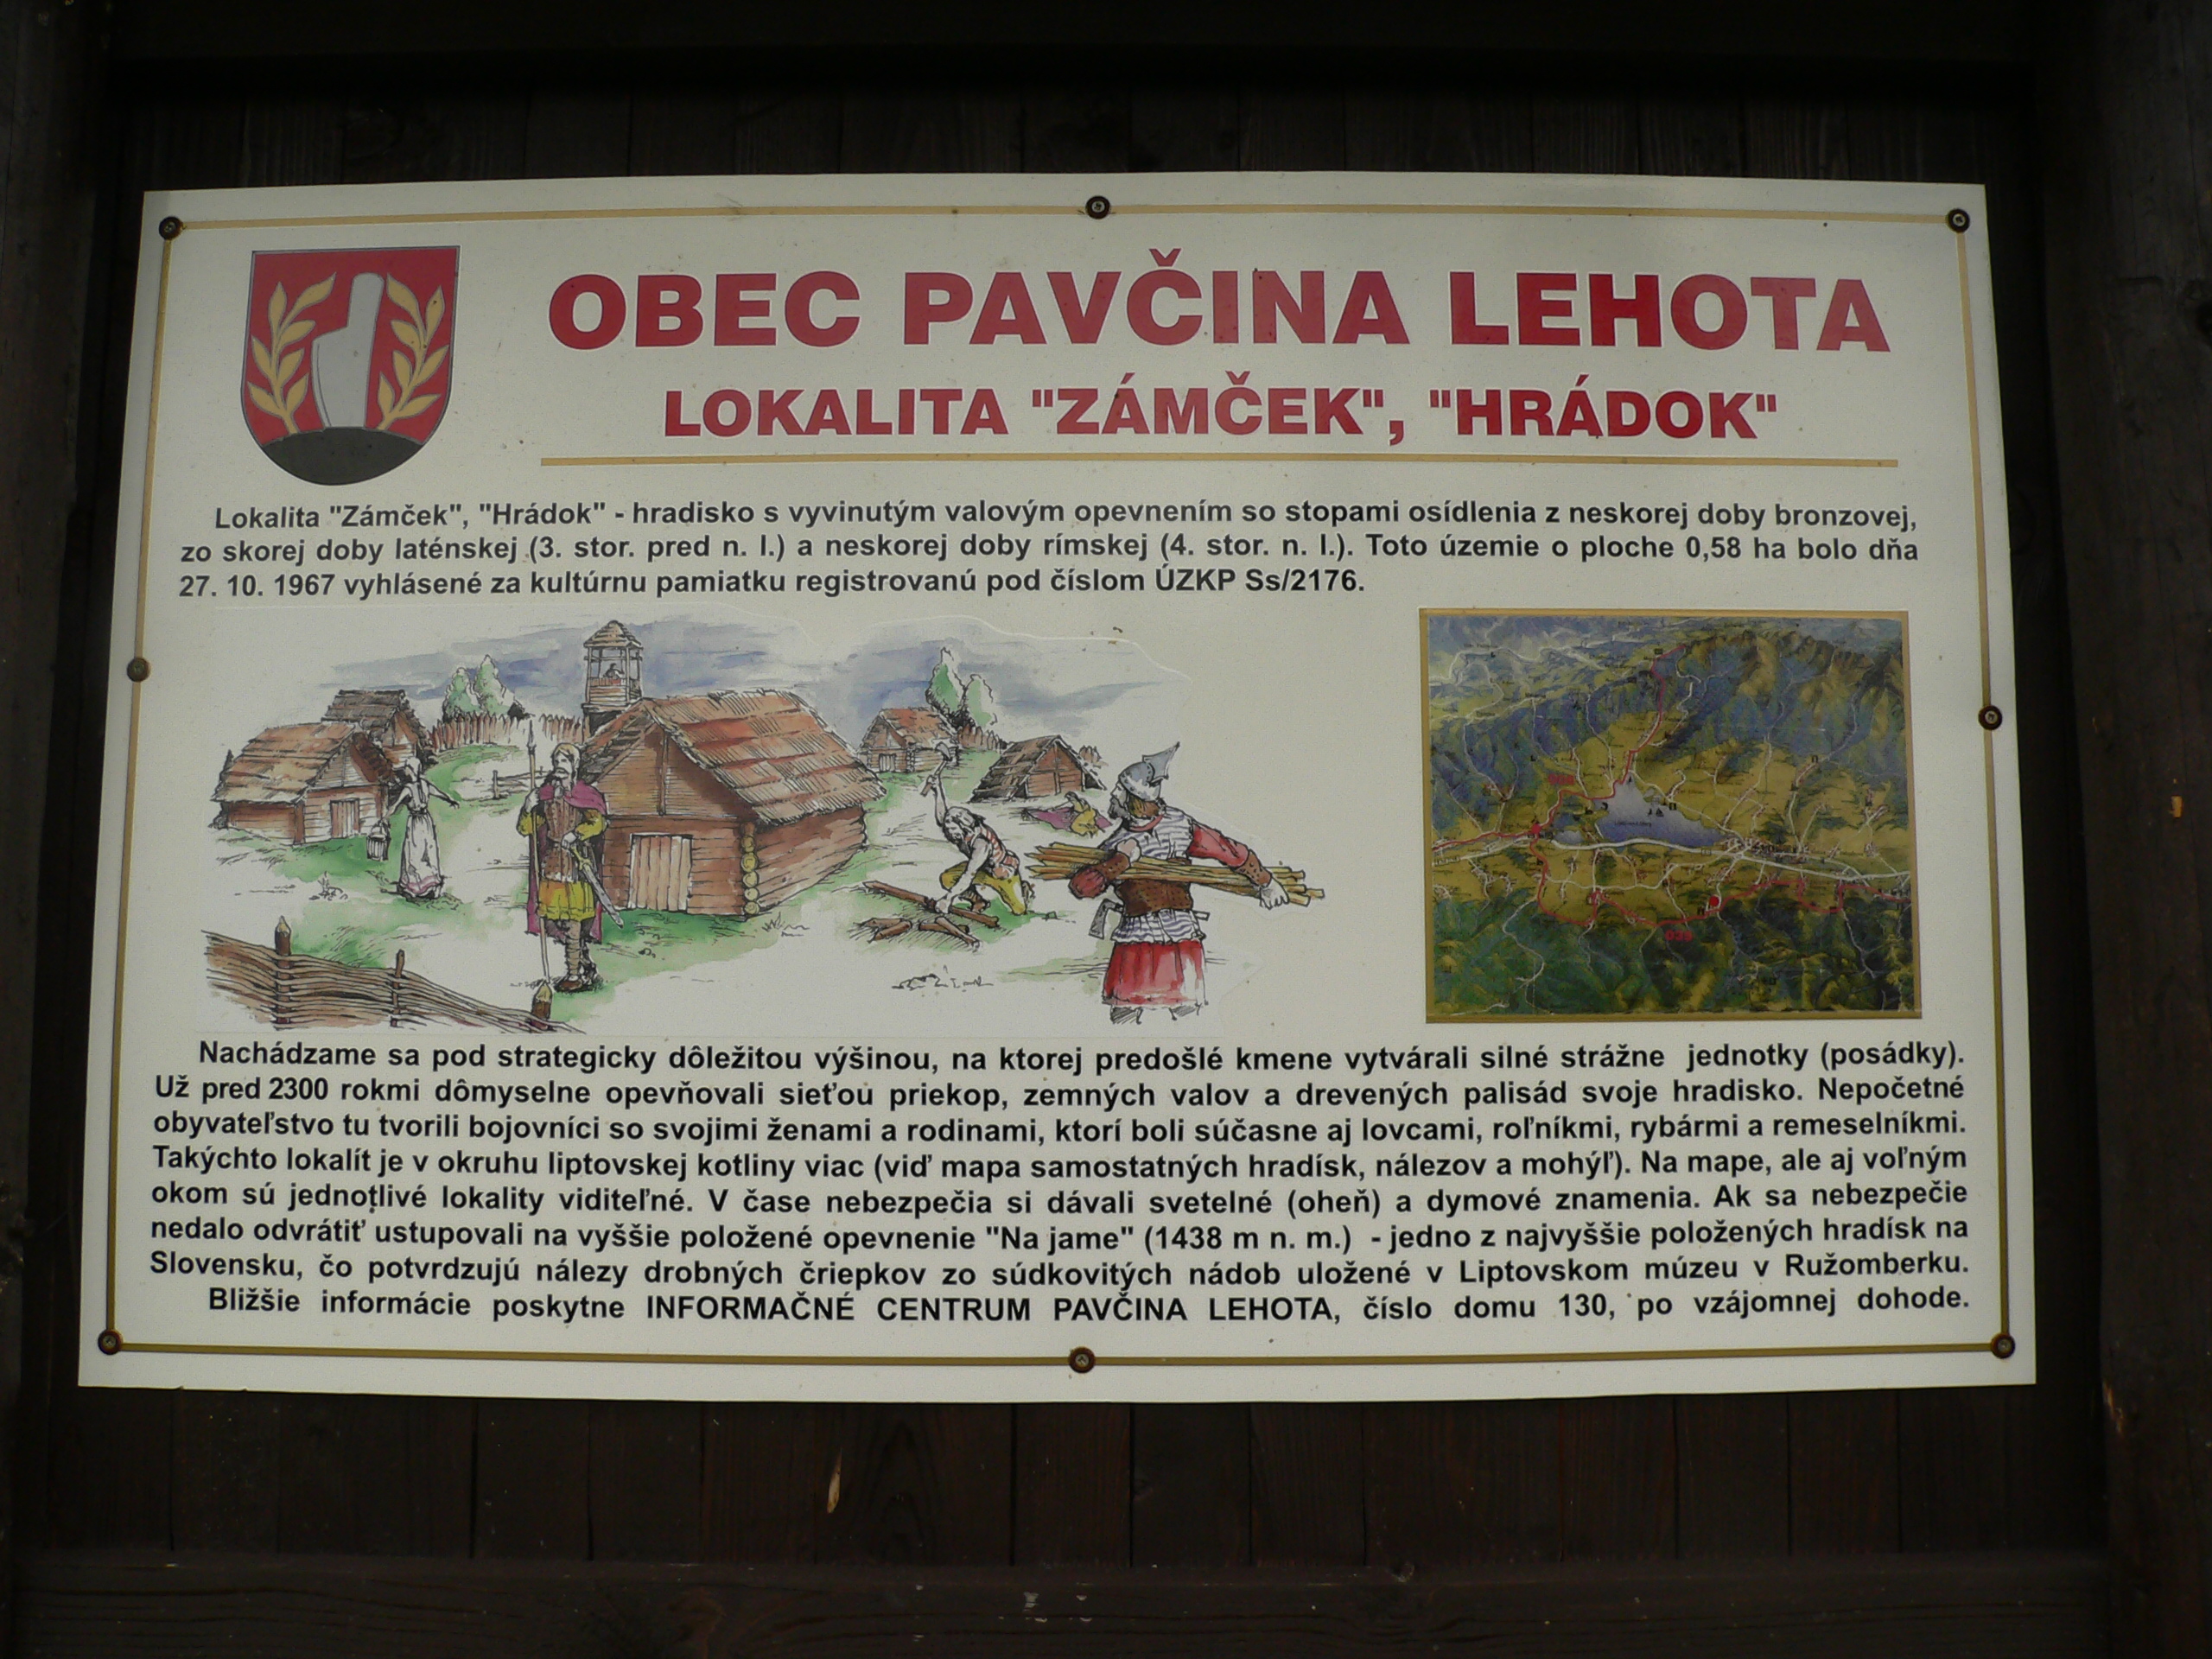 OBEC PAVČINA LEHOTA
LOKALITA "ZÁMČEK", "HRÁDOK"
Lokalita "Zámček", "Hrádok" - hradisko s vyvinutým valovým opevnením so stopami osídlenia z neskorej doby bronzovej,
zo skorej doby laténskej (3. stor. pred n. l.) a neskorej doby rímskej (4. stor. n. l.). Toto územie o ploche 0,58 ha bolo dňa
27. 10. 1967 vyhlásené za kultúrnu pamiatku registrovanú pod číslom ÚZKP Ss/2176.
Nachádzame sa pod strategicky dôležitou výšinou, na ktorej predošlé kmene vytvárali silné strážne jednotky (posádky).
Už pred 2300 rokmi dômyselne opevňovali sieťou priekop, zemných valov a drevených palisád svoje hradisko. Nepočetné
obyvateľstvo tu tvorili bojovníci so svojimi ženami a rodinami, ktorí boli súčasne aj lovcami, roľníkmi, rybármi a remeselníkmi.
Takýchto lokalít je v okruhu liptovskej kotliny viac (viď mapa samostatných hradísk, nálezov a mohýľ). Na mape, ale aj voľným
okom sú jednotlivé lokality viditeľné. V čase nebezpečia si dávali svetelné (oheň) a dymové znamenia. Ak sa nebezpečie
nedalo odvrátiť ustupovali na vyššie položené opevnenie "Na jame" (1438 m n. m.) - jedno z najvyššie položených hradísk na
Slovensku, čo potvrdzujú nálezy drobných čriepkov zo súdkovitých nádob uložené v Liptovskom múzeu v Ružomberku.
Bližšie informácie poskytne INFORMAČNÉ CENTRUM PAVČINA LEHOTA, číslo domu 130, po vzájomnej dohode.